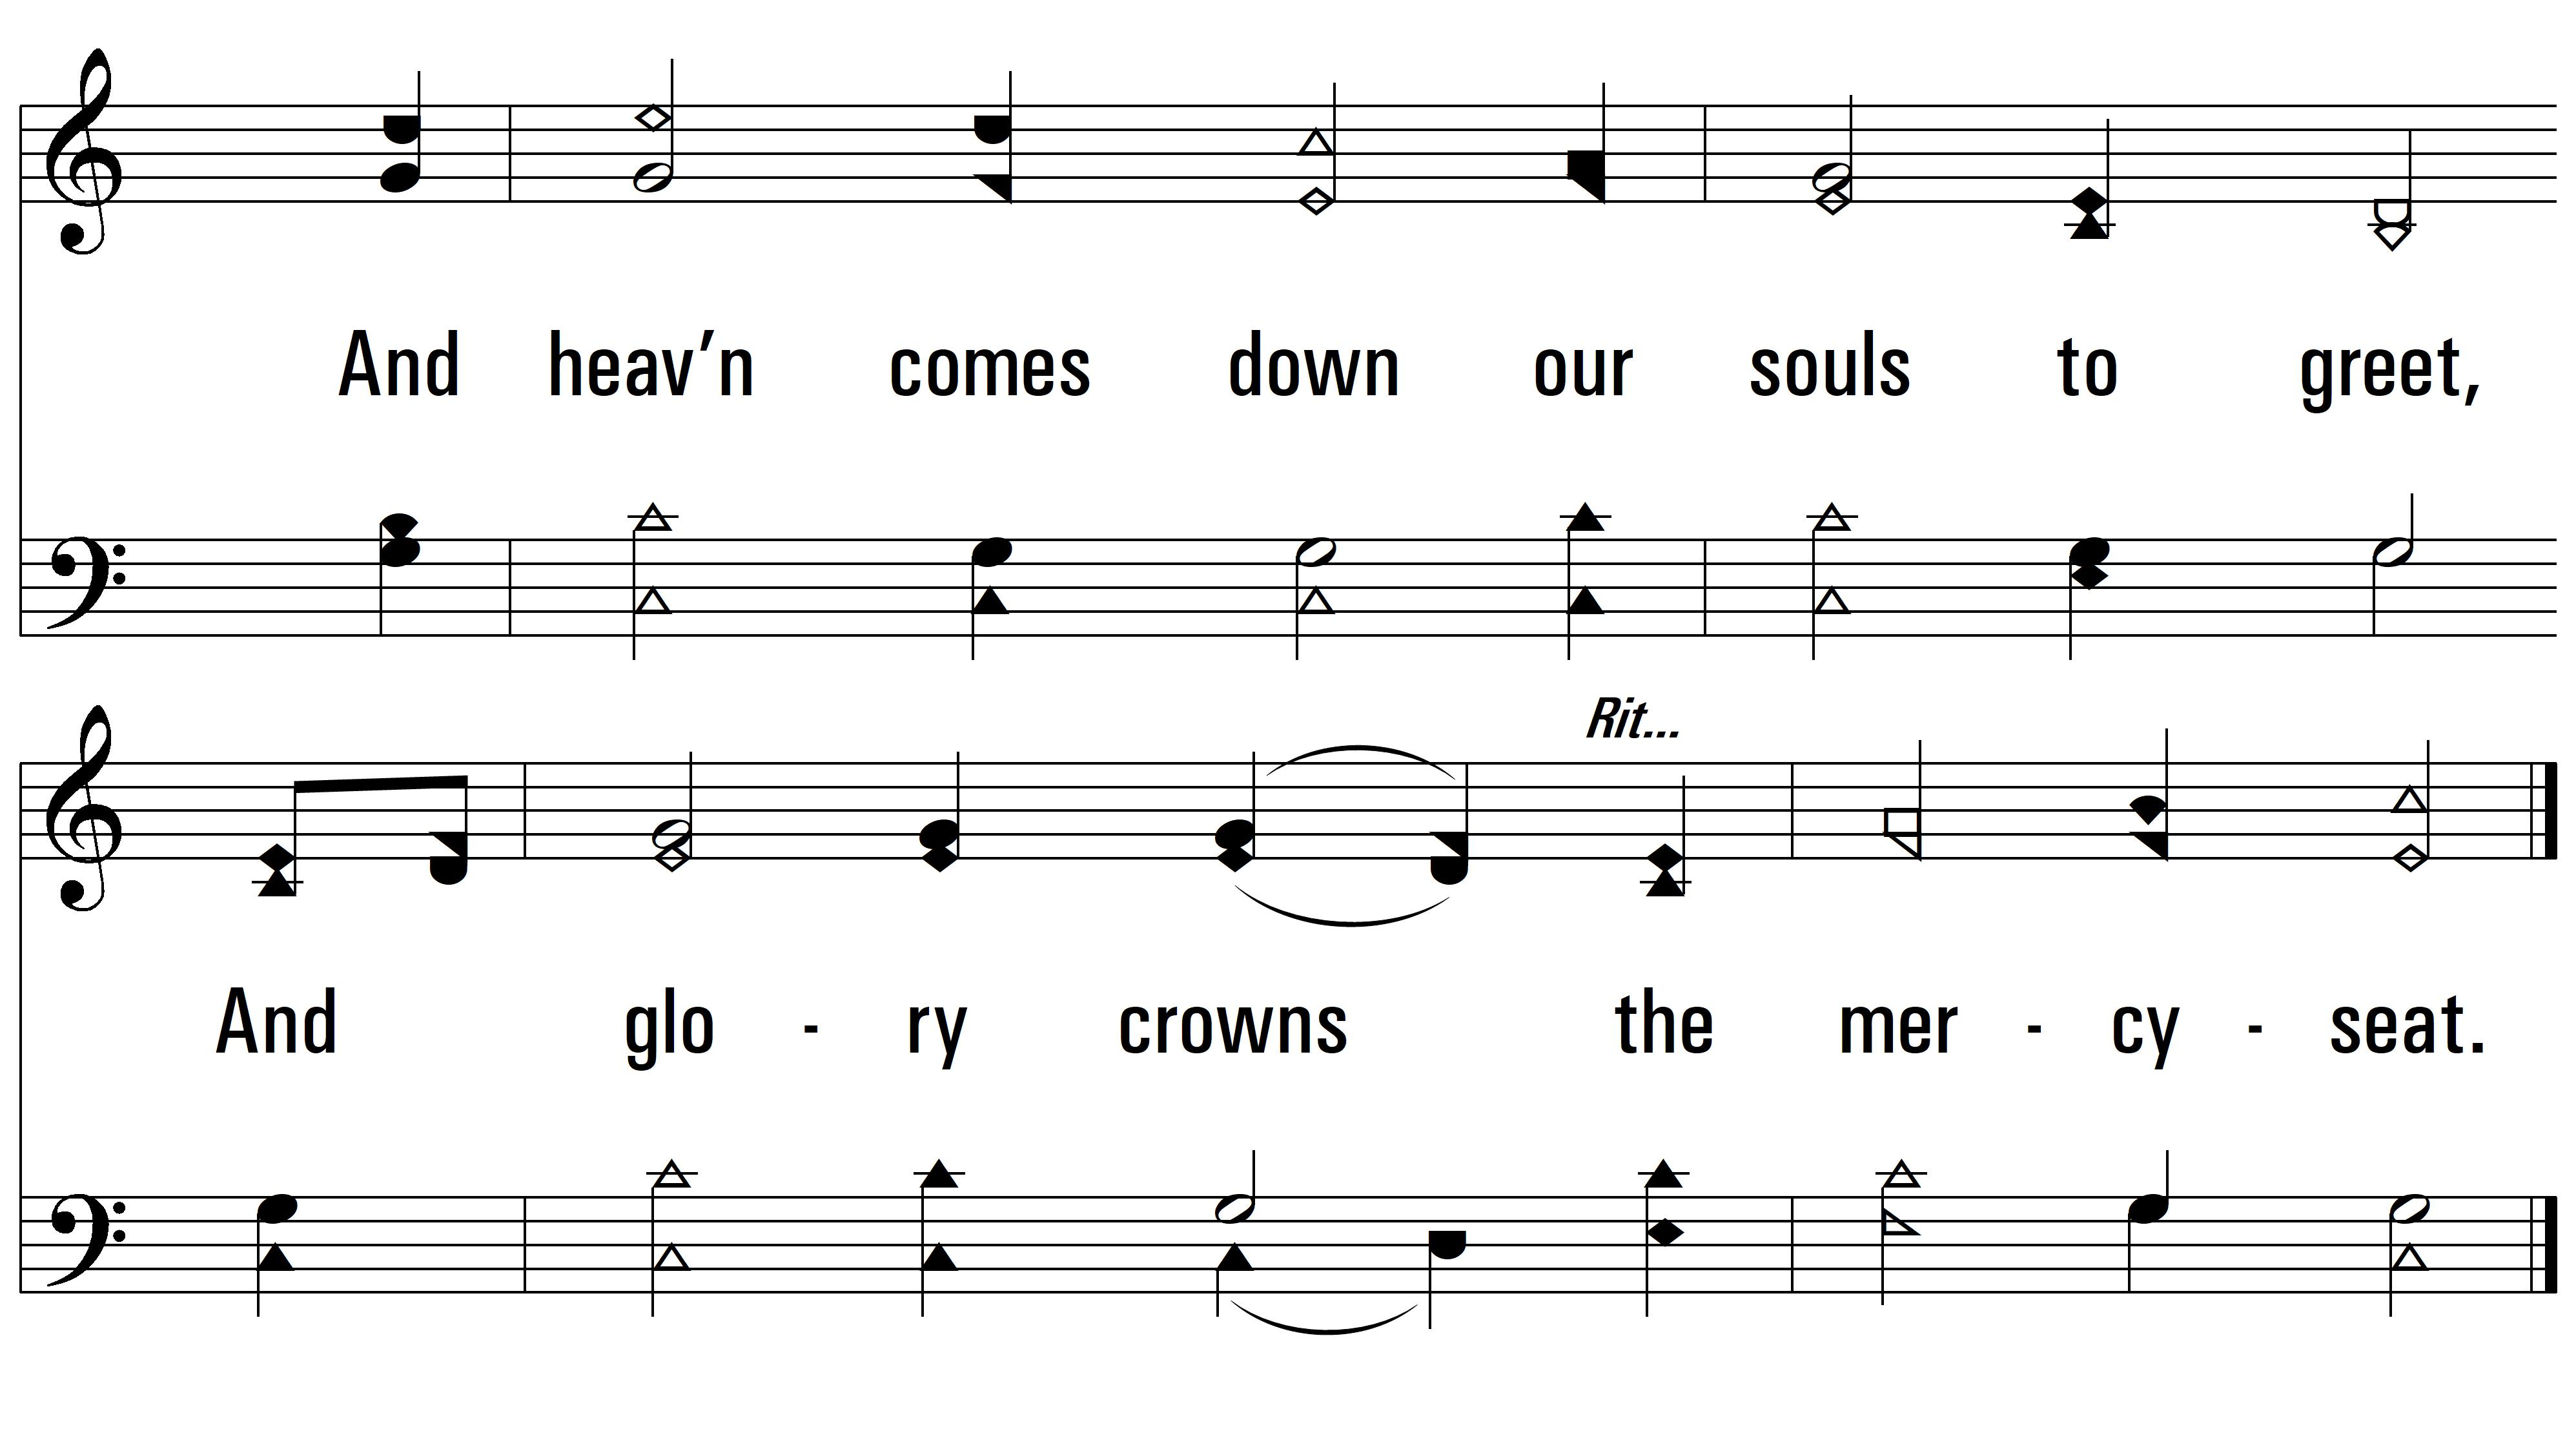 And heav’n comes down our souls to greet,
Rit...
And glo - ry crowns the mer - cy - seat.